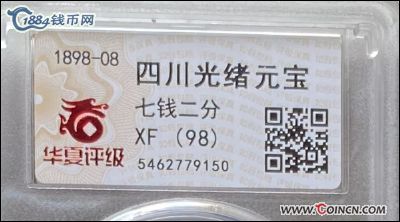 1884钱币网
1898-08
四川光绪元宝
七钱二分
XF (98)
华夏评级
5462779150
www.COINCN.com